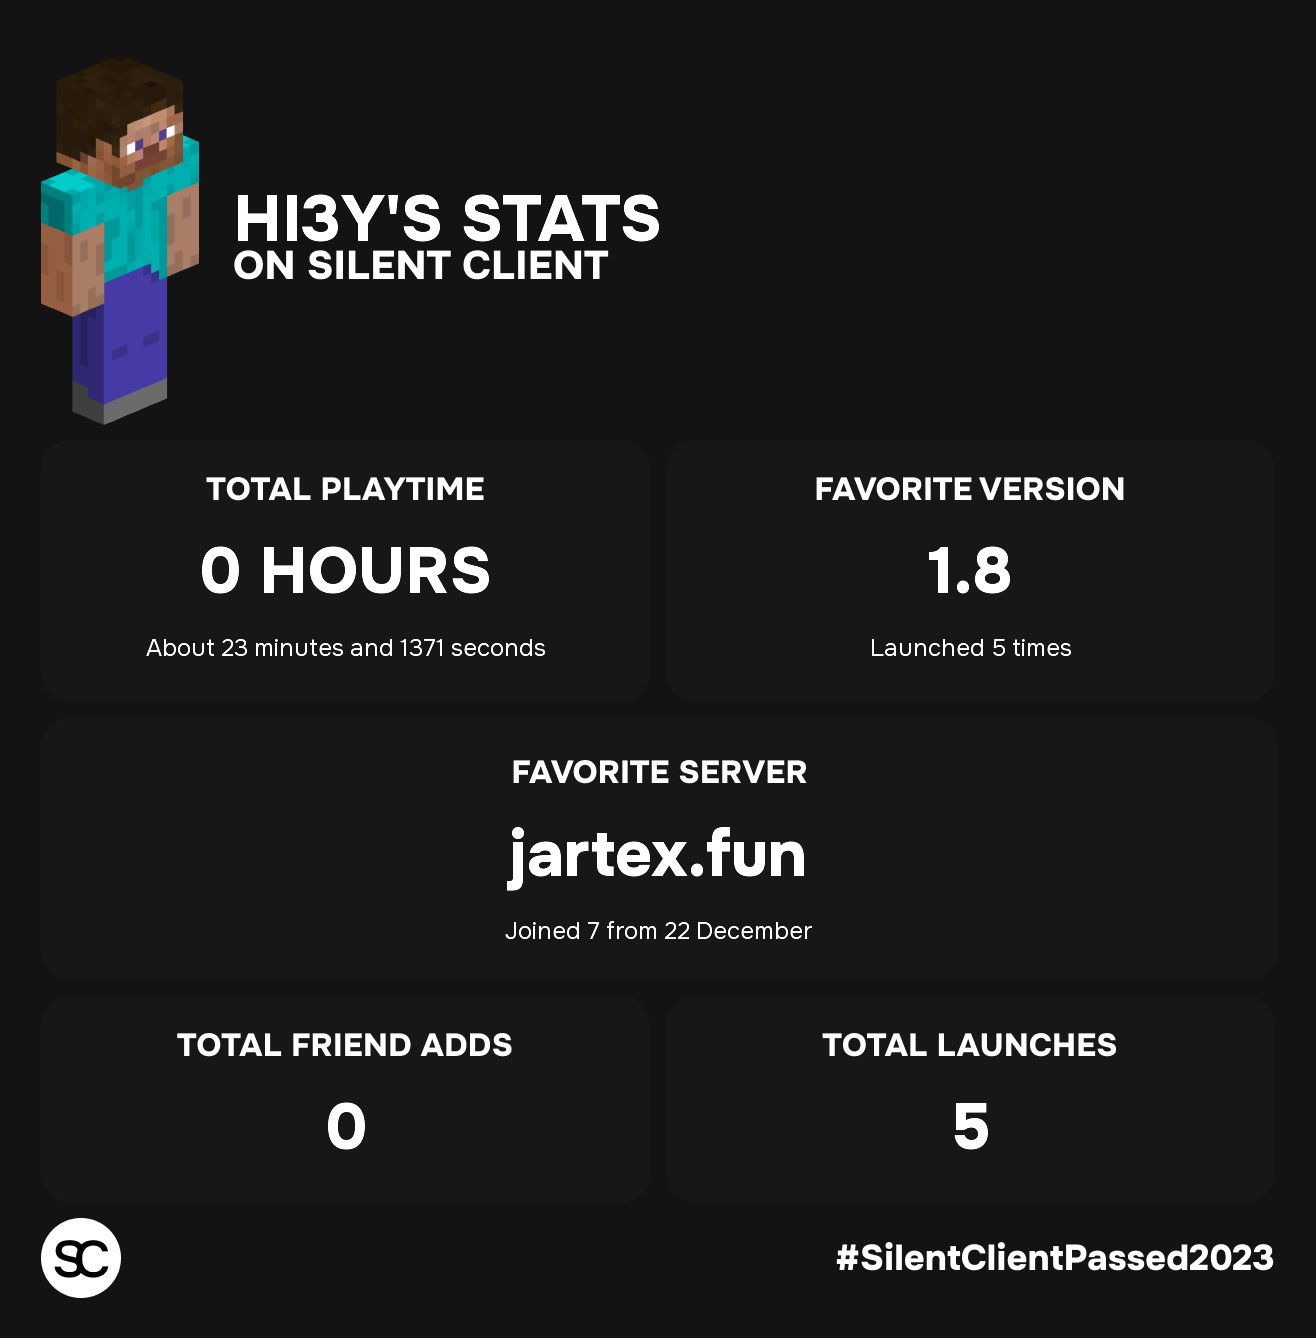 HI3Y'S STATS
ON SILENT CLIENT
TOTAL PLAYTIME
0 HOURS
About 23 minutes and 1371 seconds
FAVORITE VERSION
1.8
Launched 5 times
FAVORITE SERVER
jartex.fun
Joined 7 from 22 December
TOTAL FRIEND ADDS
0
TOTAL LAUNCHES
5
SC
#SilentClientPassed2023